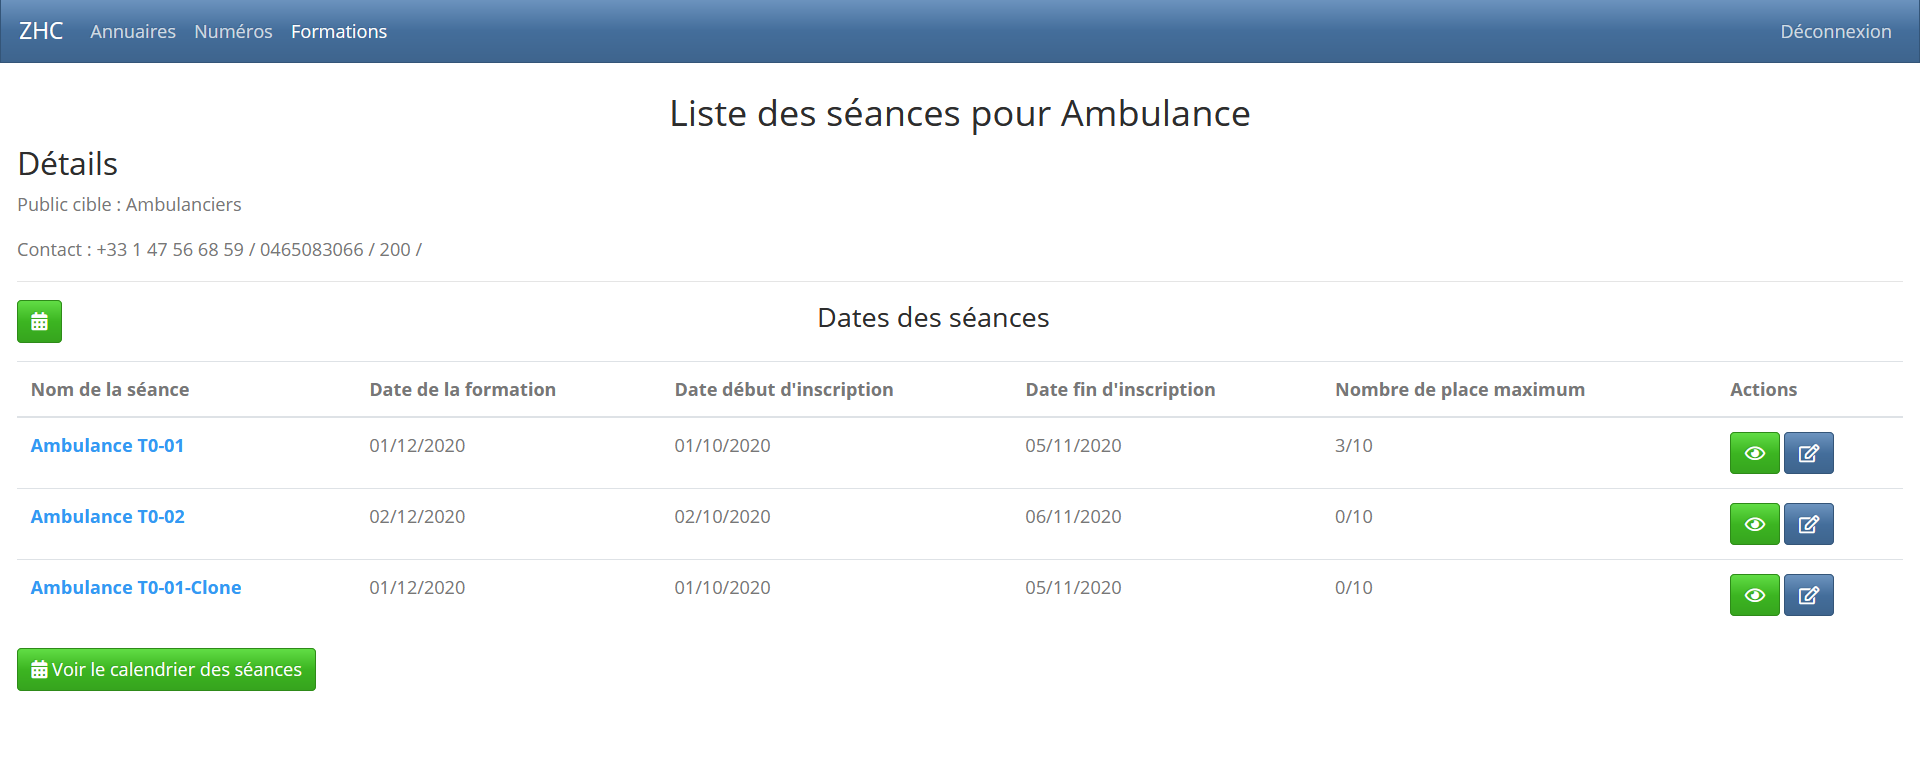 ZHC Annuaires Numéros Formations Déconnexion
Liste des séances pour Ambulance
Détails
Public cible : Ambulanciers
Contact : +33 1 47 56 68 59 / 0465083066 / 200 /
Dates des séances
Nom de la séance Date de la formation Date début d'inscription Date fin d'inscription Nombre de place maximum Actions
Ambulance T0-01 01/12/2020 01/10/2020 05/11/2020 3/10
Ambulance T0-02 02/12/2020 02/10/2020 06/11/2020 0/10
Ambulance T0-01-Clone 01/12/2020 01/10/2020 05/11/2020 0/10
Voir le calendrier des séances